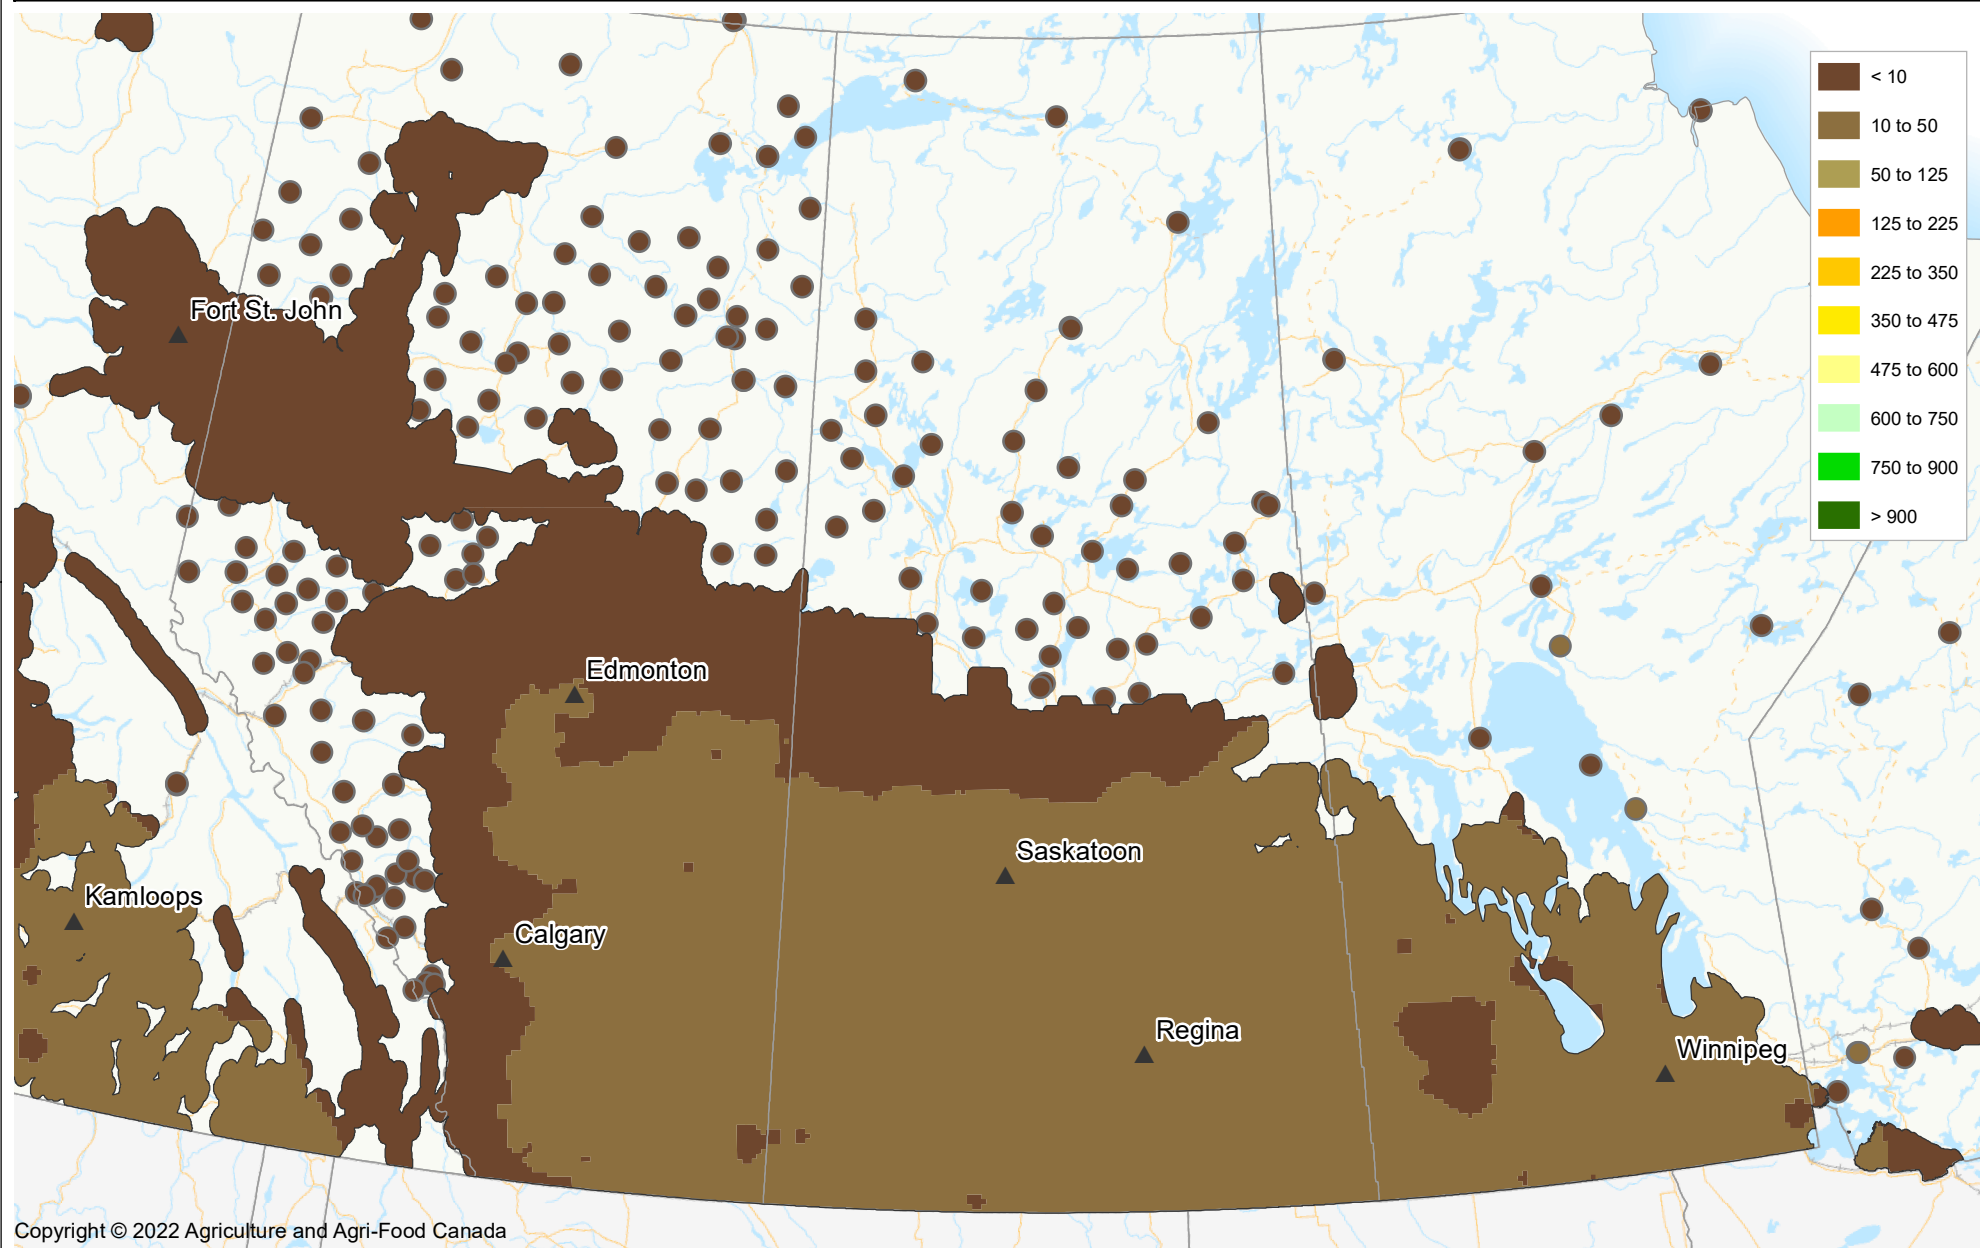 < 10
10 to 50
50 to 125
125 to 225
225 to 350
350 to 475
475 to 600
600 to 750
750 to 900
> 900
Fort St. John
Edmonton
Saskatoon
Kamloops
Calgary
Regina
Winnipeg
Copyright © 2022 Agriculture and Agri-Food Canada